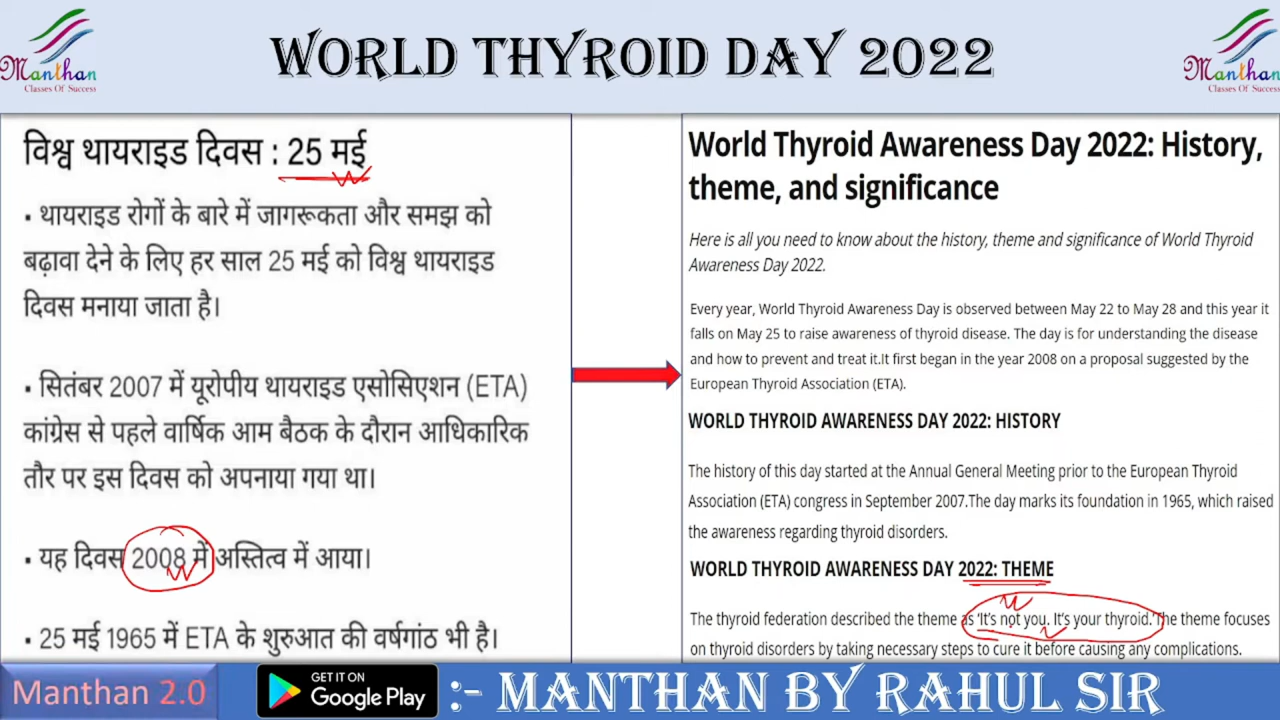 Manthan
Classes Of Success
WORLD THYROID DAY 2022
Manthan
Classes Of Success
विश्व थायराइड दिवस : 25 मई
▪ थायराइड रोगों के बारे में जागरूकता और समझ को
बढ़ावा देने के लिए हर साल 25 मई को विश्व थायराइड
दिवस मनाया जाता है।
▪ सितंबर 2007 में यूरोपीय थायराइड एसोसिएशन (ETA)
कांग्रेस से पहले वार्षिक आम बैठक के दौरान आधिकारिक
तौर पर इस दिवस को अपनाया गया था।
▪ यह दिवस 2008 में अस्तित्व में आया।
▪ 25 मई 1965 में ETA के शुरुआत की वर्षगांठ भी है।
World Thyroid Awareness Day 2022: History,
theme, and significance
Here is all you need to know about the history, theme and significance of World Thyroid
Awareness Day 2022.
Every year, World Thyroid Awareness Day is observed between May 22 to May 28 and this year it
falls on May 25 to raise awareness of thyroid disease. The day is for understanding the disease
and how to prevent and treat it.It first began in the year 2008 on a proposal suggested by the
European Thyroid Association (ETA).
WORLD THYROID AWARENESS DAY 2022: HISTORY
The history of this day started at the Annual General Meeting prior to the European Thyroid
Association (ETA) congress in September 2007.The day marks its foundation in 1965, which raised
the awareness regarding thyroid disorders.
WORLD THYROID AWARENESS DAY 2022: THEME
The thyroid federation described the theme as 'It's not you. It's your thyroid.'The theme focuses
on thyroid disorders by taking necessary steps to cure it before causing any complications.
Manthan 2.0
GET IT ON
Google Play
:- MANTHAN BY RAHUL SIR